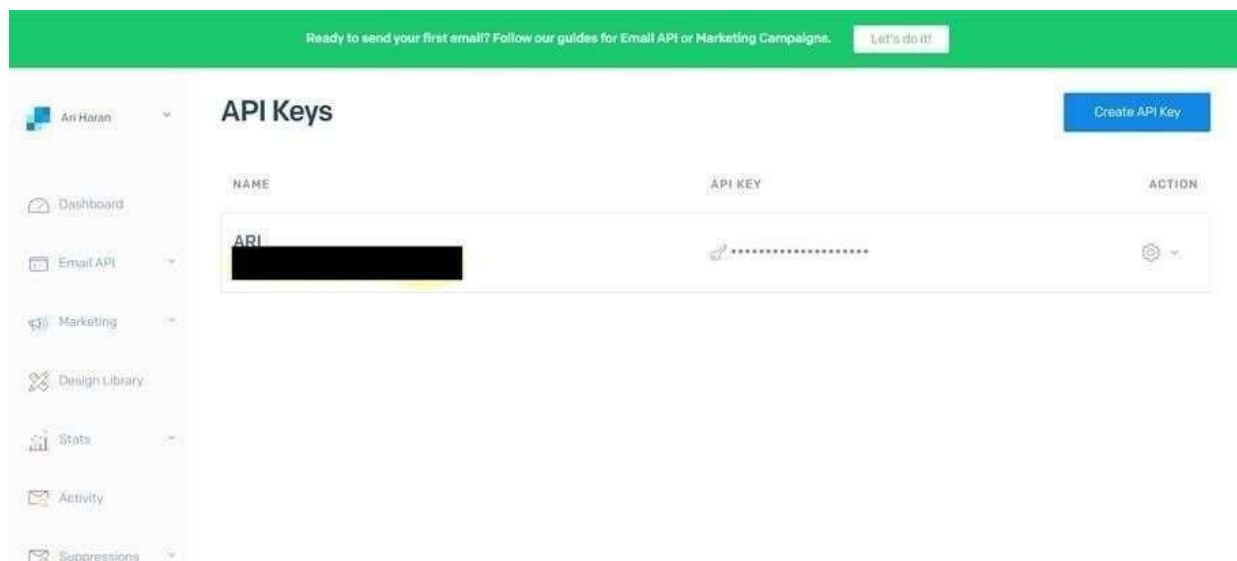 Ready to send your first email? Follow our guides for Email API or Marketing Campaigns. Let's do it!
Ari Haran
API Keys
Create API Key
NAME API KEY ACTION
ARI
••••••••••••••••••••
Dashboard
Email API
Marketing
Design Library
Stats
Activity
Suppressions